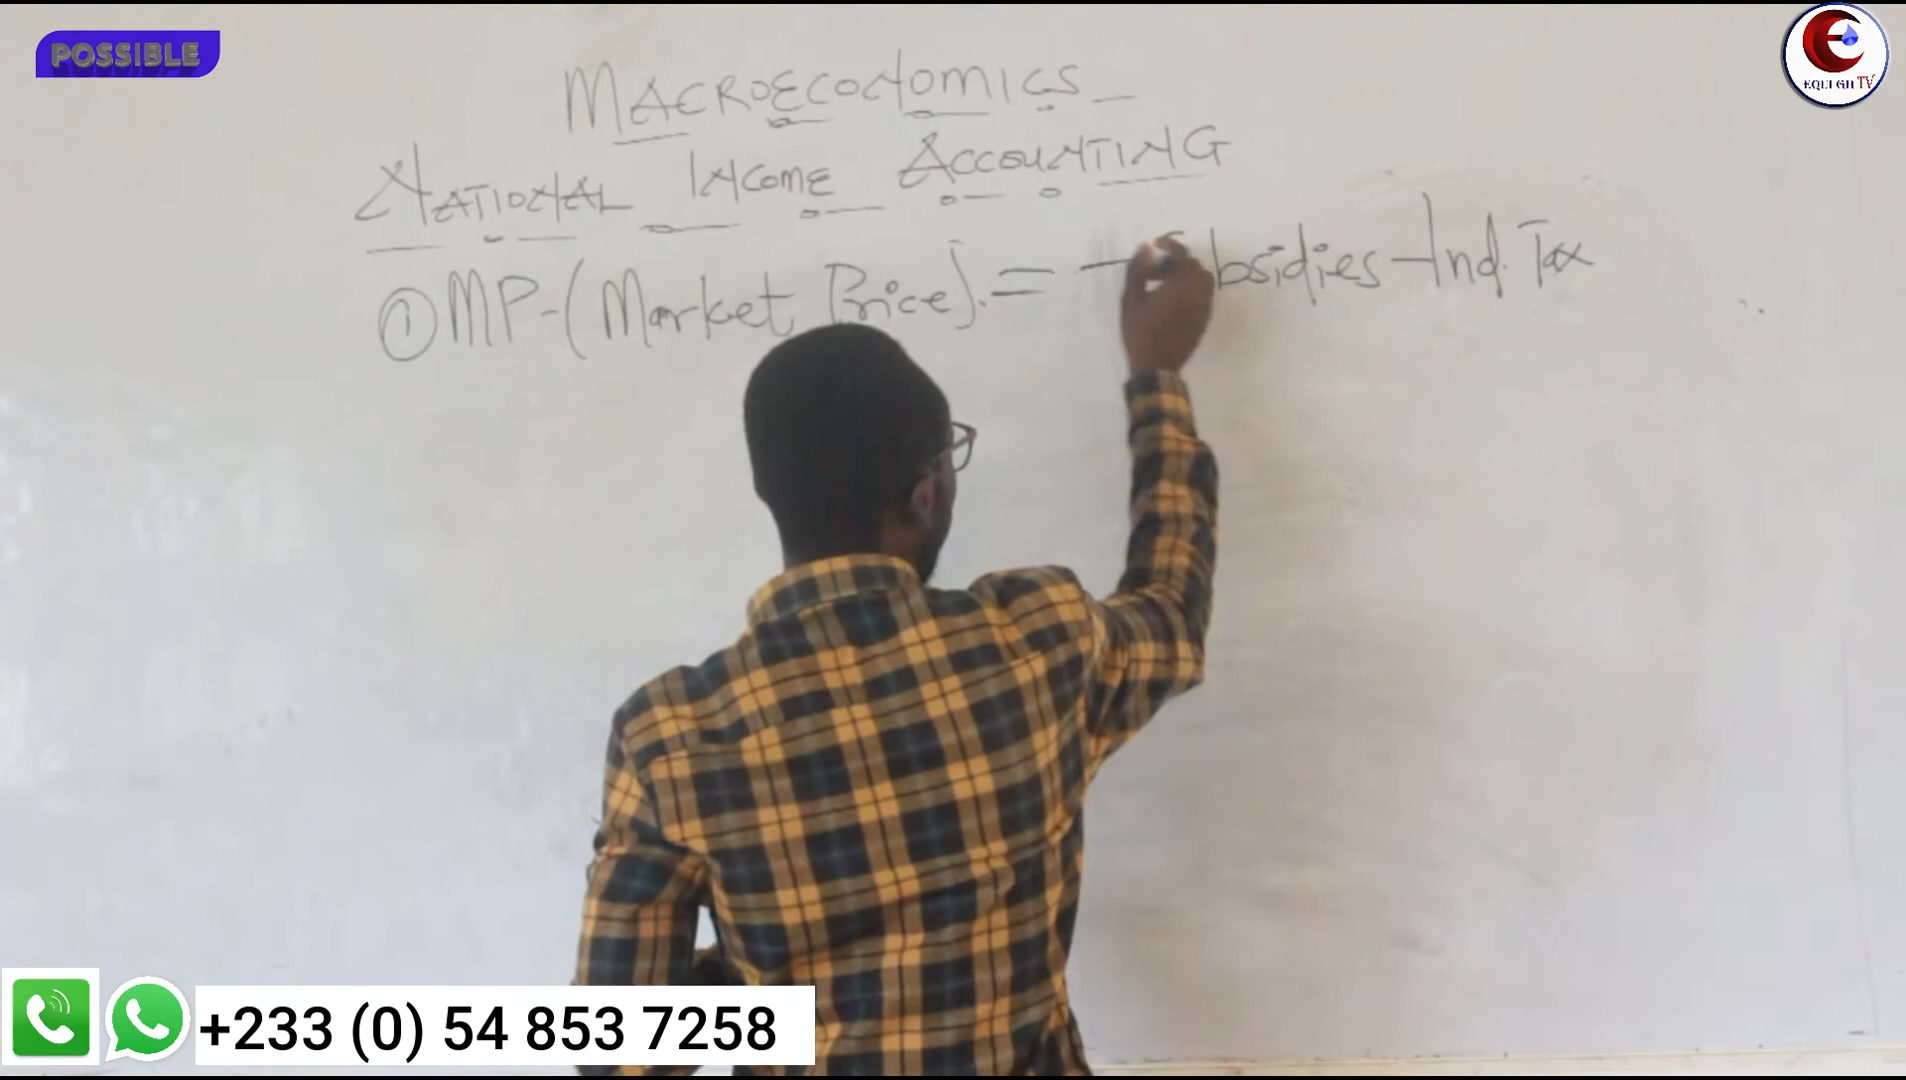 POSSIBLE
EQUI GH TV
MACROECONOMICS
NATIONAL INCOME ACCOUNTING
① MP-(Market Price). = bsidies - Ind. Tax
+233 (0) 54 853 7258